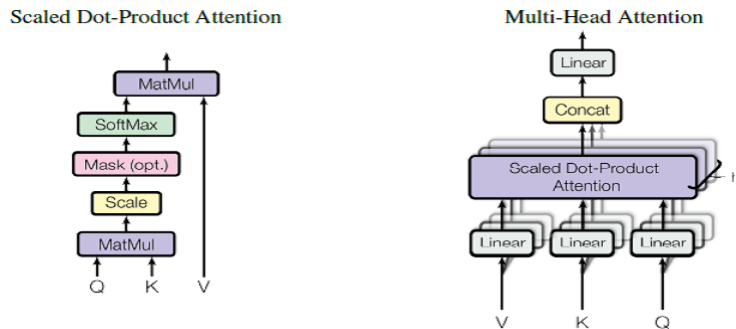 Scaled Dot-Product Attention
MatMul
SoftMax
Mask (opt.)
Scale
MatMul
Q K V
Multi-Head Attention
Linear
Concat
Scaled Dot-Product
Attention
Linear Linear Linear
V K Q